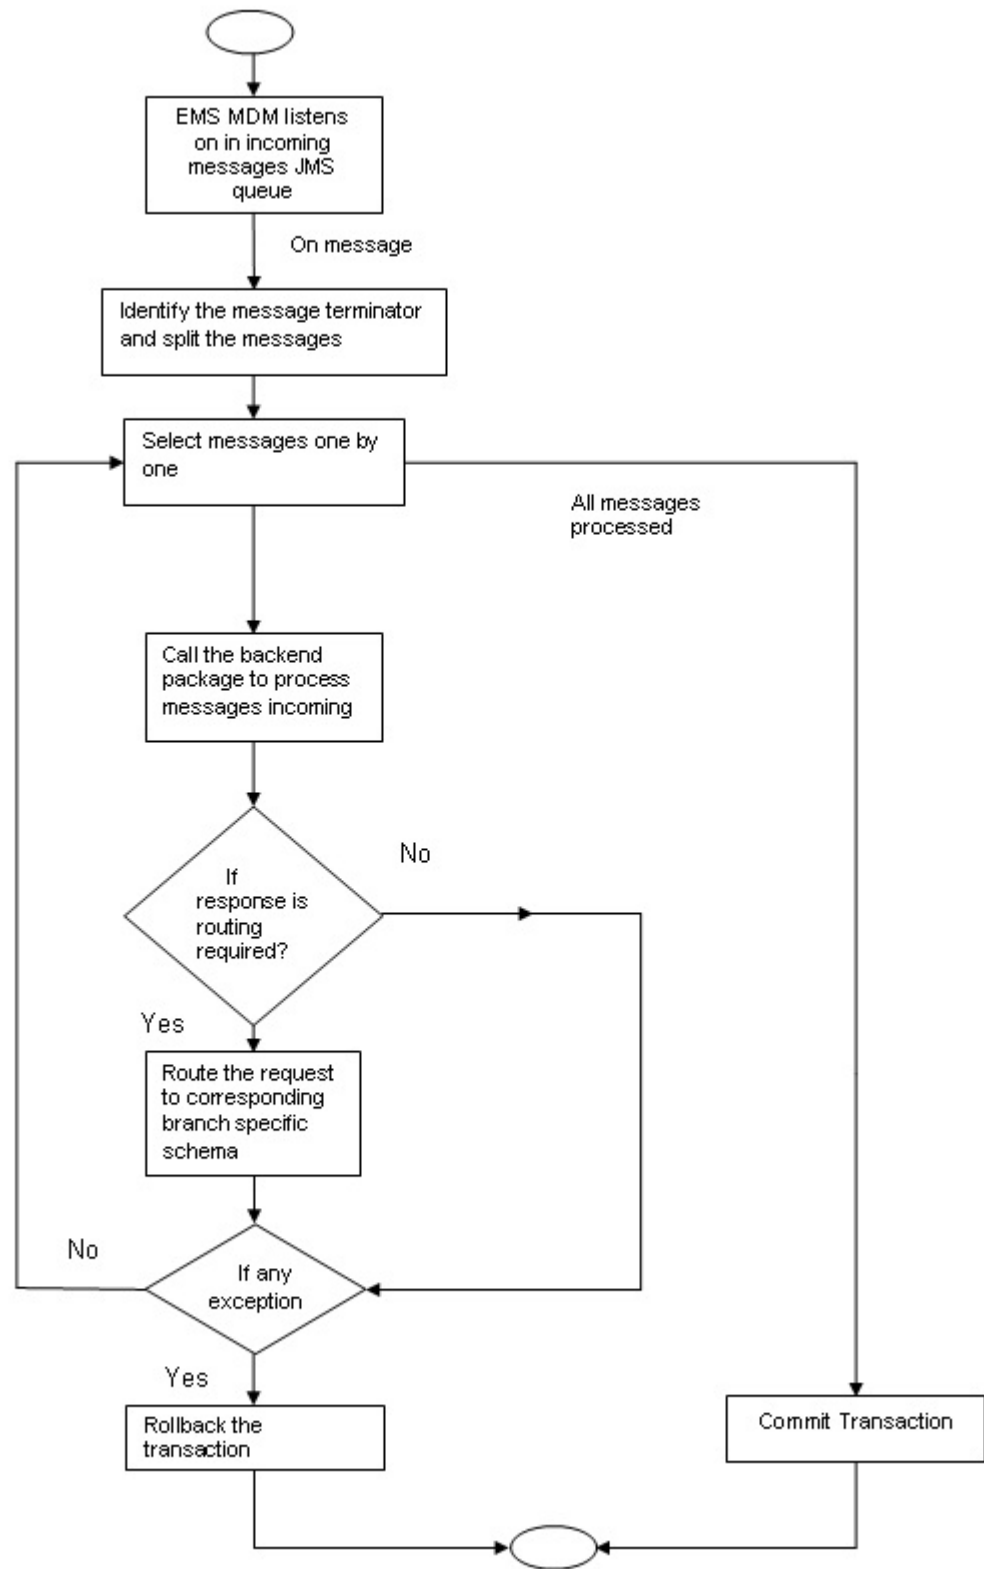 EMS MDM listens
on in incoming
messages JMS
queue
On message
Identify the message terminator
and split the messages
Select messages one by
one
All messages
processed
Call the backend
package to process
messages incoming
No
If
response is
routing
required?
Yes
Route the request
to corresponding
branch specific
schema
No
If any
exception
Yes
Rollback the
transaction
Commit Transaction